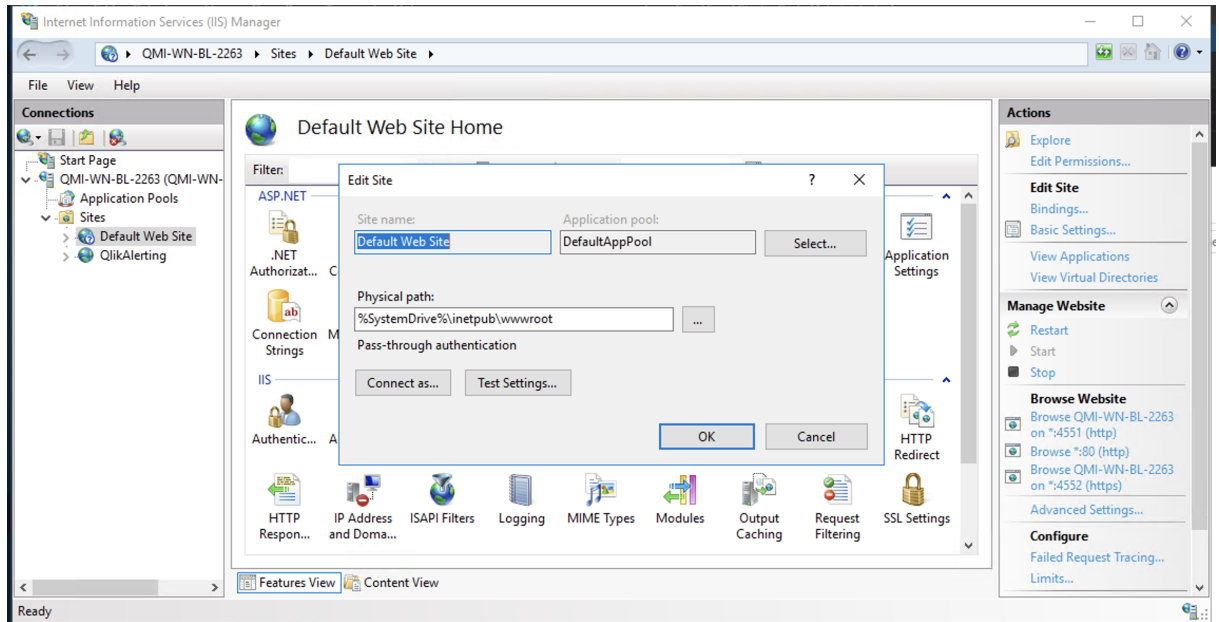 Internet Information Services (IIS) Manager
QMI-WN-BL-2263 Sites Default Web Site
File View Help
Connections
Start Page
QMI-WN-BL-2263 (QMI-WN-
Application Pools
Sites
Default Web Site
QlikAlerting
Default Web Site Home
Filter:
ASP.NET
.NET
Authorizat...
C
Connection
Strings
M
Application
Settings
IIS
Authentic...
A
HTTP
Redirect
HTTP
Respon...
IP Address
and Doma...
ISAPI Filters
Logging
MIME Types
Modules
Output
Caching
Request
Filtering
SSL Settings
Features View
Content View
Edit Site
?
Site name:
Application pool:
Default Web Site
DefaultAppPool
Select...
Physical path:
%SystemDrive%\inetpub\wwwroot
...
Pass-through authentication
Connect as...
Test Settings...
OK
Cancel
Actions
Explore
Edit Permissions...
Edit Site
Bindings...
Basic Settings...
View Applications
View Virtual Directories
Manage Website
Restart
Start
Stop
Browse Website
Browse QMI-WN-BL-2263
on *:4551 (http)
Browse *:80 (http)
Browse QMI-WN-BL-2263
on *:4552 (https)
Advanced Settings...
Configure
Failed Request Tracing...
Limits...
Ready